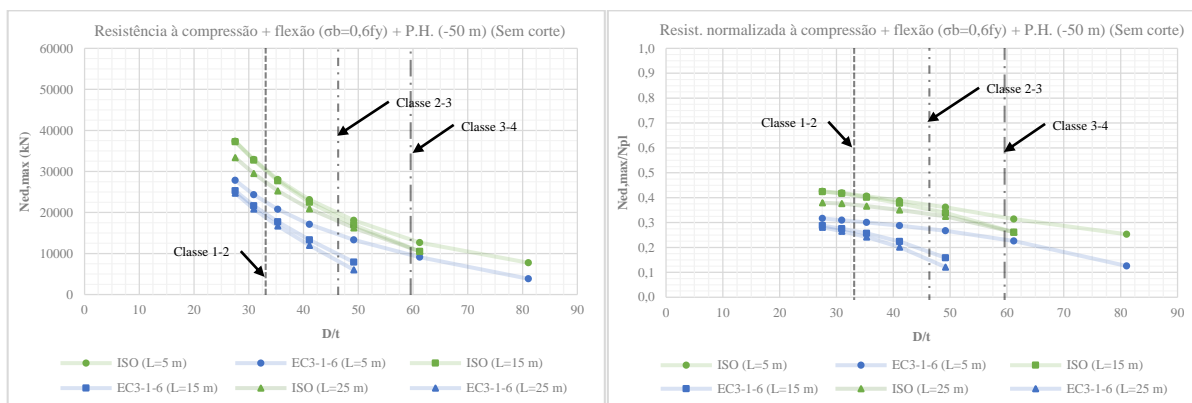 Resistência à compressão + flexão (σb=0,6fy) + P.H. (-50 m) (Sem corte)
60000
50000
40000
30000
20000
10000
0
Ned,max (kN)
Classe 2-3
Classe 3-4
Classe 1-2
0 10 20 30 40 50 60 70 80 90
D/t
ISO (L=5 m) EC3-1-6 (L=5 m) ISO (L=15 m)
EC3-1-6 (L=15 m) ISO (L=25 m) EC3-1-6 (L=25 m)
Resist. normalizada à compressão + flexão (σb=0,6fy) + P.H. (-50 m) (Sem corte)
1,0
0,9
0,8
0,7
0,6
0,5
0,4
0,3
0,2
0,1
0,0
Ned,max/Npl
Classe 2-3
Classe 1-2
Classe 3-4
0 10 20 30 40 50 60 70 80 90
D/t
ISO (L=5 m) EC3-1-6 (L=5 m) ISO (L=15 m)
EC3-1-6 (L=15 m) ISO (L=25 m) EC3-1-6 (L=25 m)